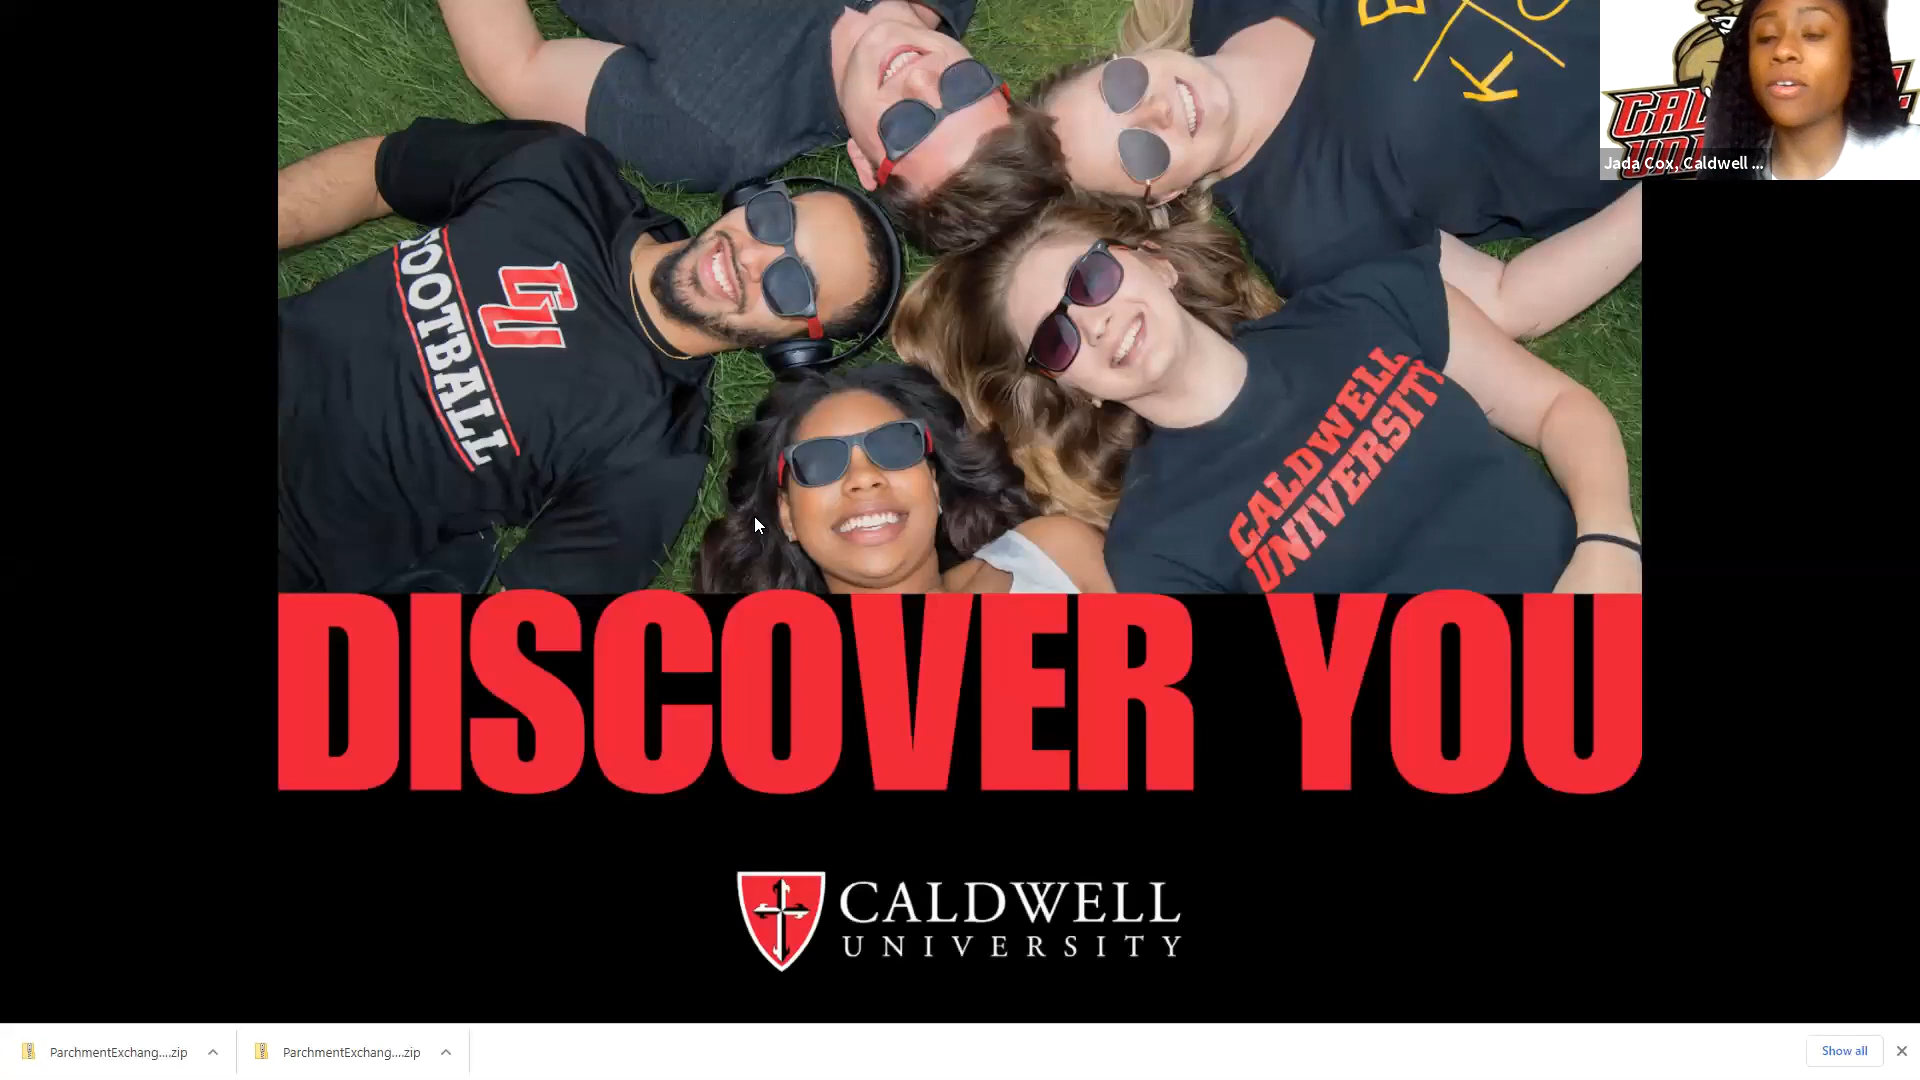 FOOTBALL
CU
CALDWELL
UNIVERSITY
Jada Cox, Caldwell ...
DISCOVER YOU
CALDWELL
UNIVERSITY
ParchmentExchang....zip
ParchmentExchang....zip
Show all